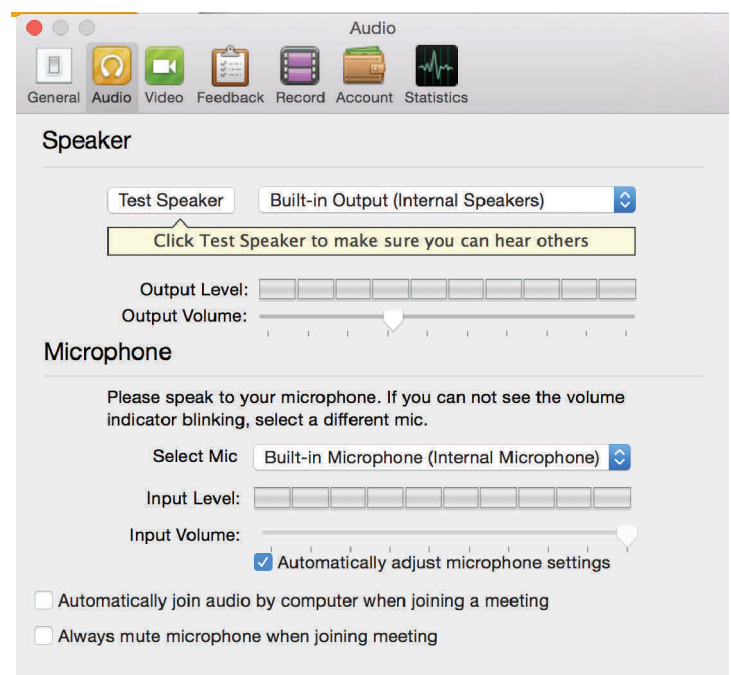 Audio
General Audio Video Feedback Record Account Statistics
Speaker
Test Speaker Built-in Output (Internal Speakers)
Click Test Speaker to make sure you can hear others
Output Level:
Output Volume:
Microphone
Please speak to your microphone. If you can not see the volume
indicator blinking, select a different mic.
Select Mic Built-in Microphone (Internal Microphone)
Input Level:
Input Volume:
Automatically adjust microphone settings
Automatically join audio by computer when joining a meeting
Always mute microphone when joining meeting